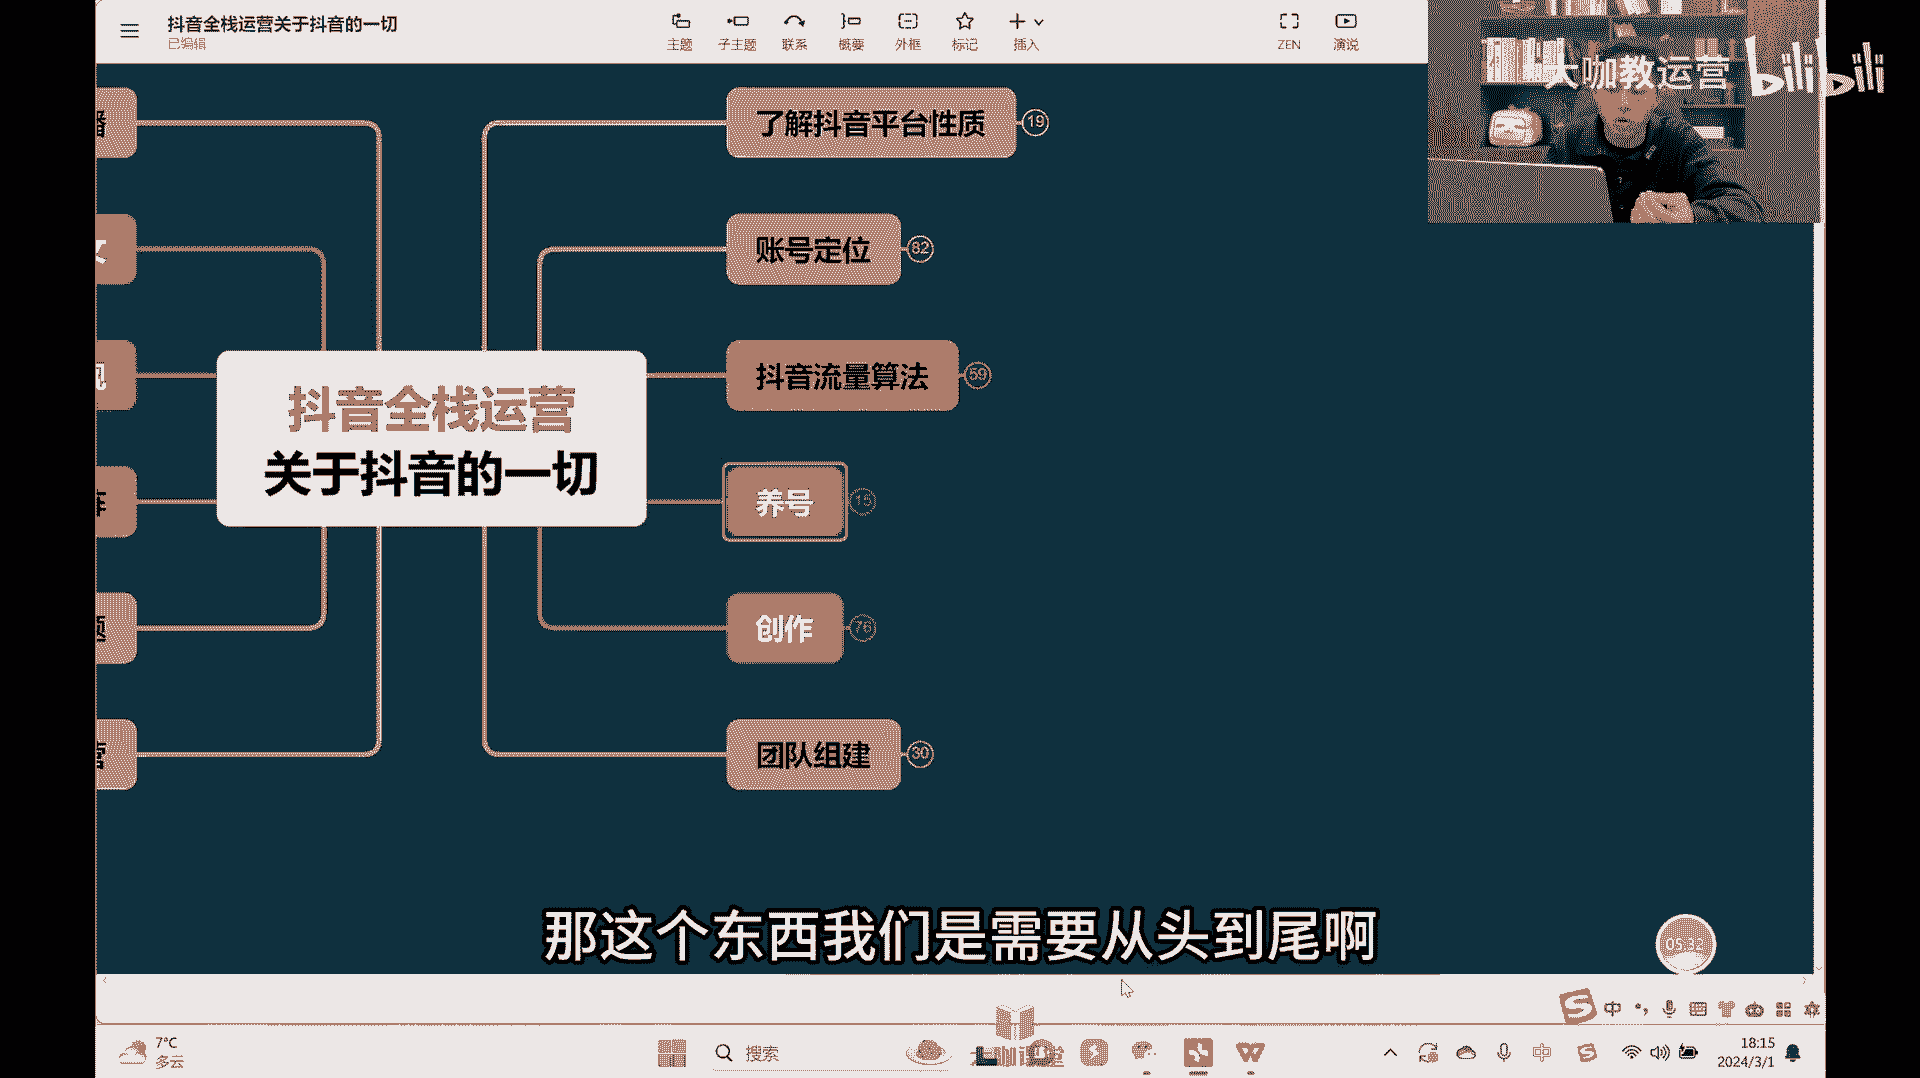 抖音全栈运营关于抖音的一切
已编辑
主题
子主题
联系
概要
外框
标记
插入
ZEN
演说
大咖教运营
bilibili
了解抖音平台性质
19
账号定位
82
抖音流量算法
59
抖音全栈运营
关于抖音的一切
养号
15
创作
76
团队组建
30
那这个东西我们是需要从头到尾啊
05:32
中
7°C
多云
搜索
中
18:15
2024/3/1